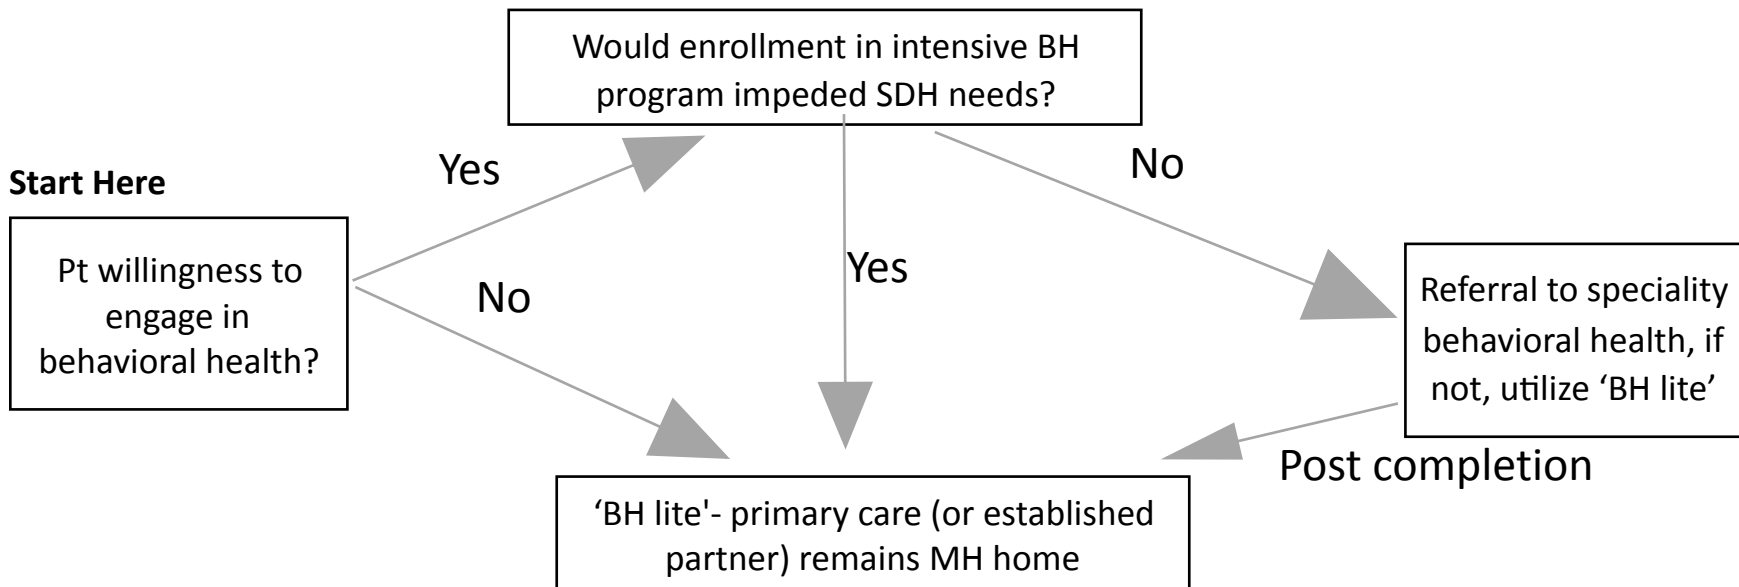 Would enrollment in intensive BH
program impeded SDH needs?
Yes
No
Start Here
Pt willingness to
engage in
behavioral health?
No
Yes
Referral to speciality
behavioral health, if
not, utilize ‘BH lite’
Post completion
‘BH lite'- primary care (or established
partner) remains MH home